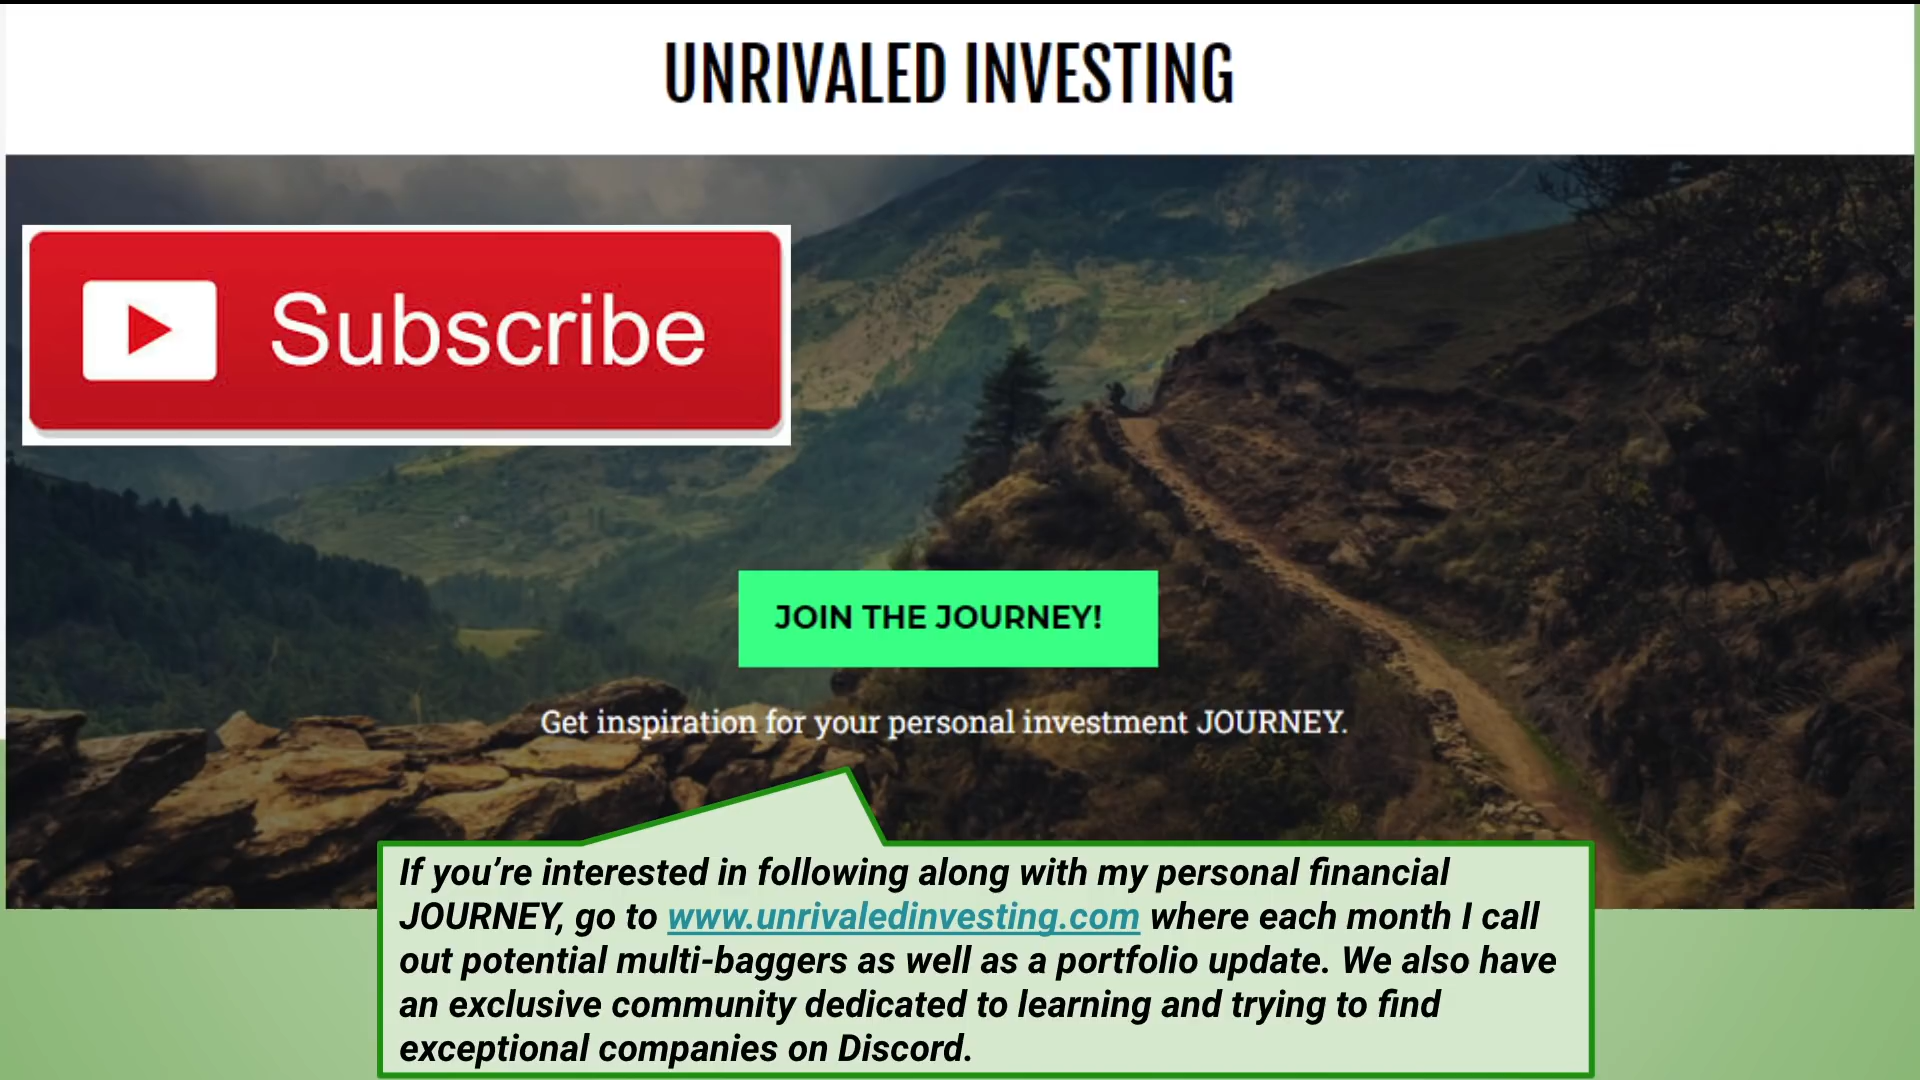 UNRIVALED INVESTING
Subscribe
JOIN THE JOURNEY!
Get inspiration for your personal investment JOURNEY.
If you’re interested in following along with my personal financial
JOURNEY, go to www.unrivaledinvesting.com where each month I call
out potential multi-baggers as well as a portfolio update. We also have
an exclusive community dedicated to learning and trying to find
exceptional companies on Discord.